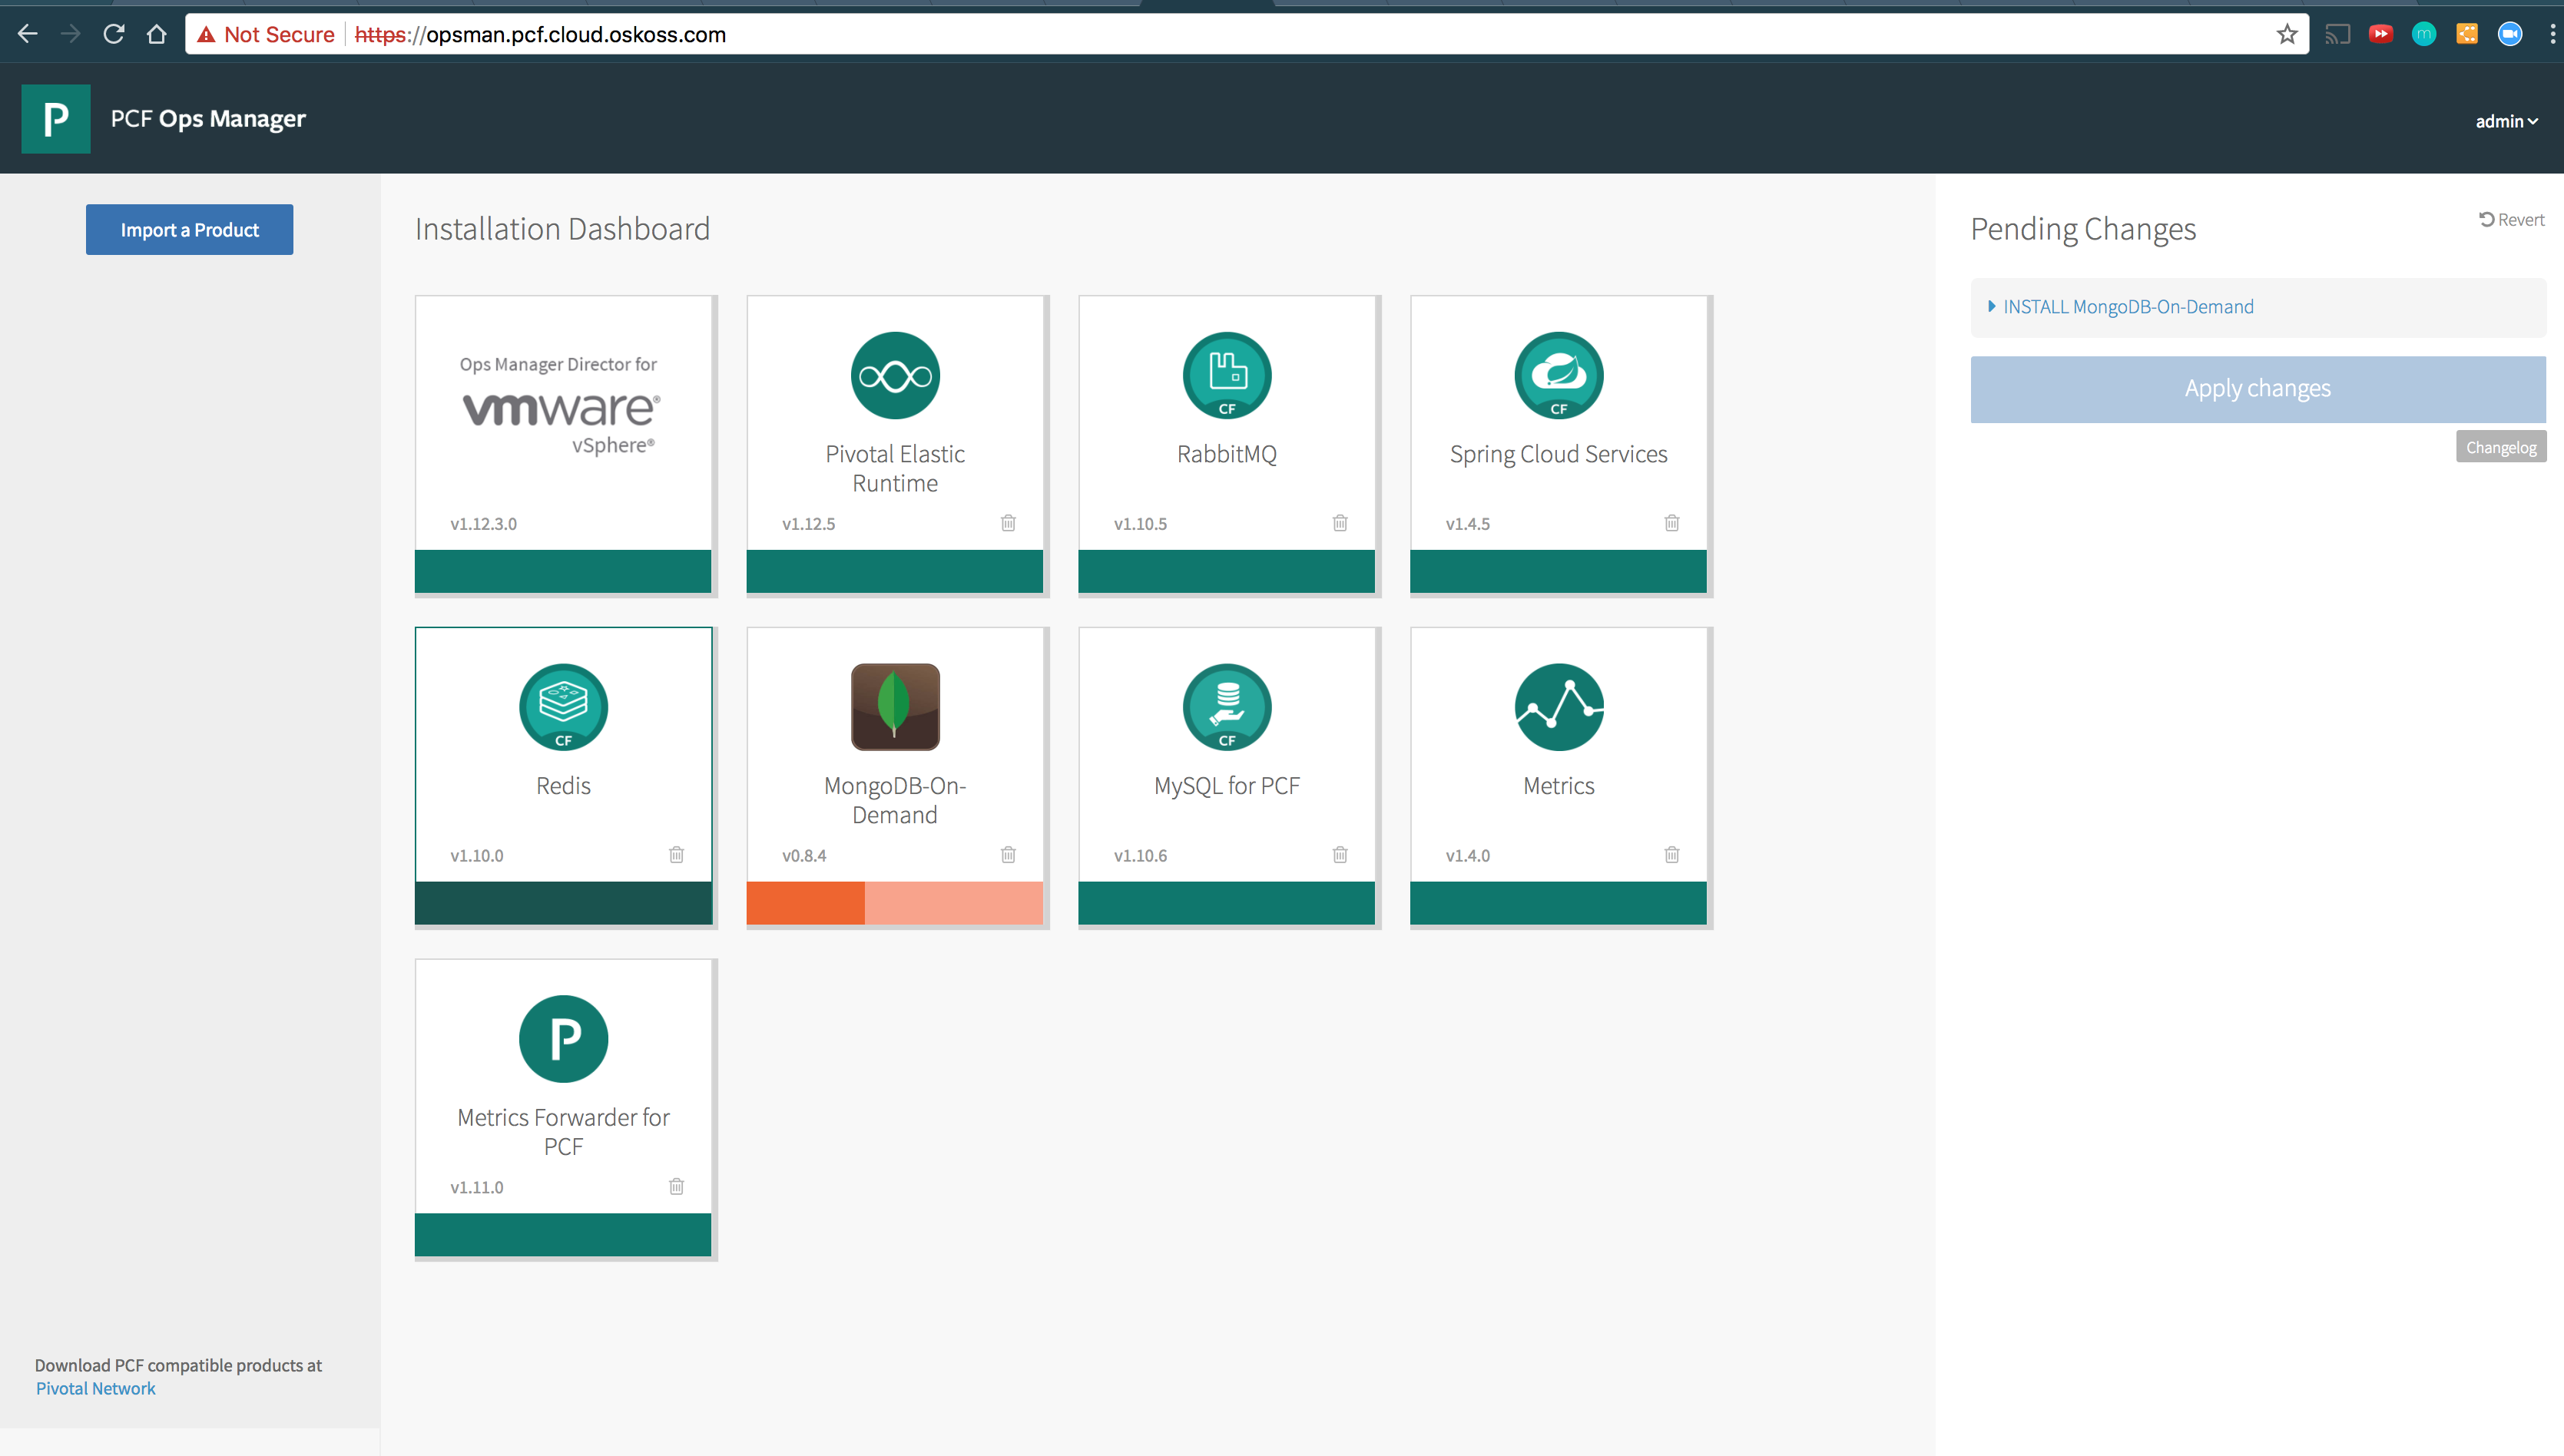 Not Secure
https://opsman.pcf.cloud.oskoss.com
m
P
PCF Ops Manager
admin
Import a Product
Installation Dashboard
Pending Changes
Revert
INSTALL MongoDB-On-Demand
Apply changes
Changelog
Ops Manager Director for
vmware®
vSphere®
v1.12.3.0
Pivotal Elastic
Runtime
v1.12.5
CF
RabbitMQ
v1.10.5
CF
Spring Cloud Services
v1.4.5
CF
Redis
v1.10.0
MongoDB-On-
Demand
v0.8.4
CF
MySQL for PCF
v1.10.6
Metrics
v1.4.0
P
Metrics Forwarder for
PCF
v1.11.0
Download PCF compatible products at
Pivotal Network